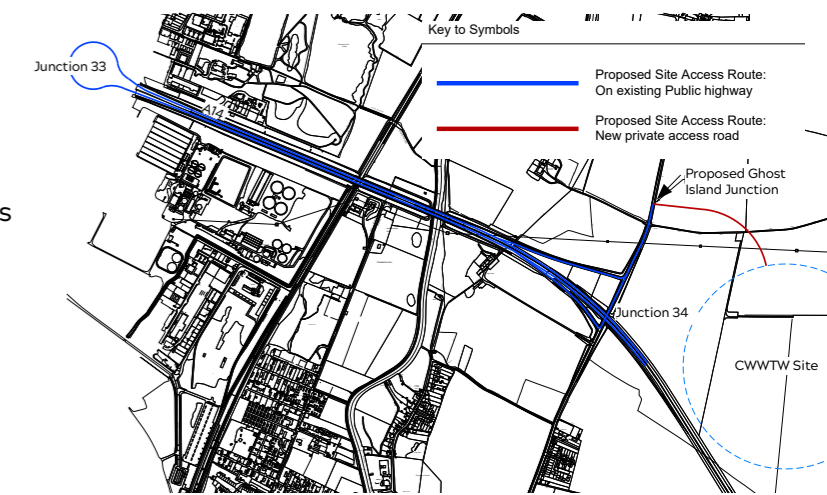 Key to Symbols
Proposed Site Access Route:
On existing Public highway
Proposed Site Access Route:
New private access road
Junction 33
A14
Proposed Ghost
Island Junction
s
Junction 34
CWWTW Site